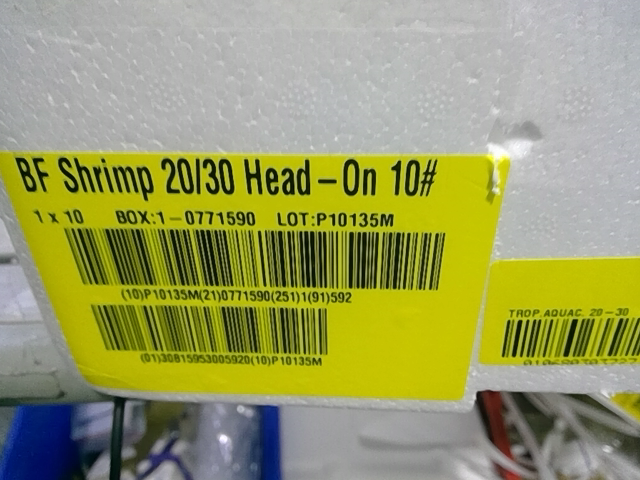 BF Shrimp 20/30 Head-On 10#
1 x 10 BOX:1-0771590 LOT:P10135M
(10)P10135M(21)0771590(251)1(91)592
(01)30815953005920(10)P10135M
TROP.AQUAC. 20-30